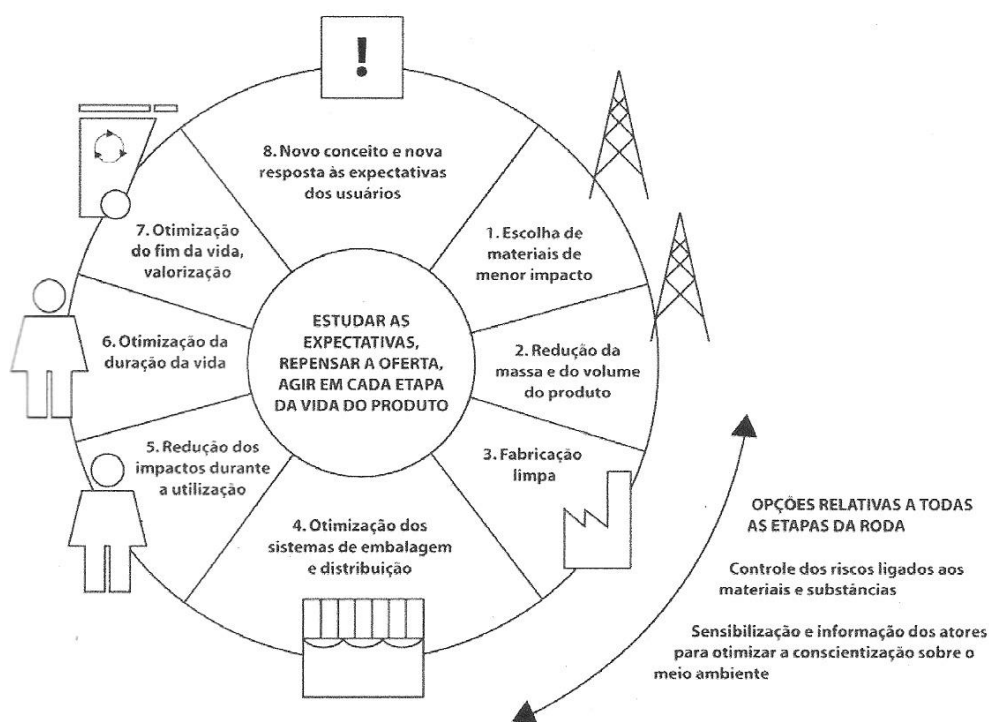 !
8. Novo conceito e nova
resposta às expectativas
dos usuários
1. Escolha de
materiais de
menor impacto
2. Redução da
massa e do volume
do produto
3. Fabricação
limpa
4. Otimização dos
sistemas de embalagem
e distribuição
5. Redução dos
impactos durante
a utilização
6. Otimização da
duração da vida
7. Otimização
do fim da vida,
valorização
ESTUDAR AS
EXPECTATIVAS,
REPENSAR A OFERTA,
AGIR EM CADA ETAPA
DA VIDA DO PRODUTO
OPÇÕES RELATIVAS A TODAS
AS ETAPAS DA RODA
Controle dos riscos ligados aos
materiais e substâncias
Sensibilização e informação dos atores
para otimizar a conscientização sobre o
meio ambiente